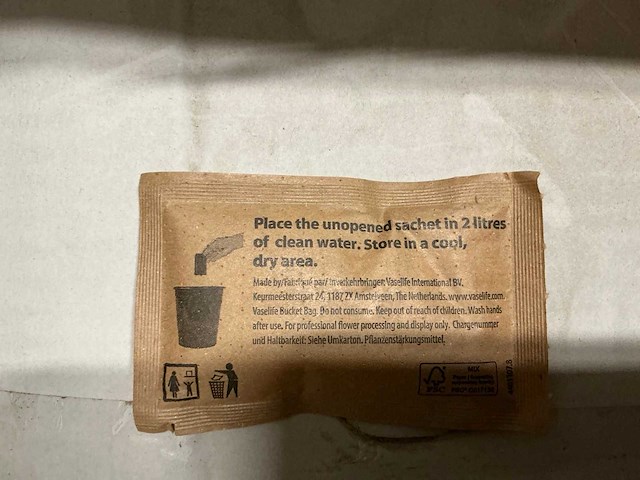 Place the unopened sachet in 2 litres
of clean water. Store in a cool,
dry area.
Made by/Fabriqué par/ Inverkehrbringer: Vaselife International BV,
Keurmeesterstraat 24, 1187 ZX Amstelveen, The Netherlands. www.vaselife.com
Vaselife Bucket Bag. Do not consume. Keep out of reach of children. Wash hands
after use. For professional flower processing and display only. Chargenummer
und Haltbarkeit: Siehe Umkarton. Pflanzenstärkungsmittel.
FSC
MIX